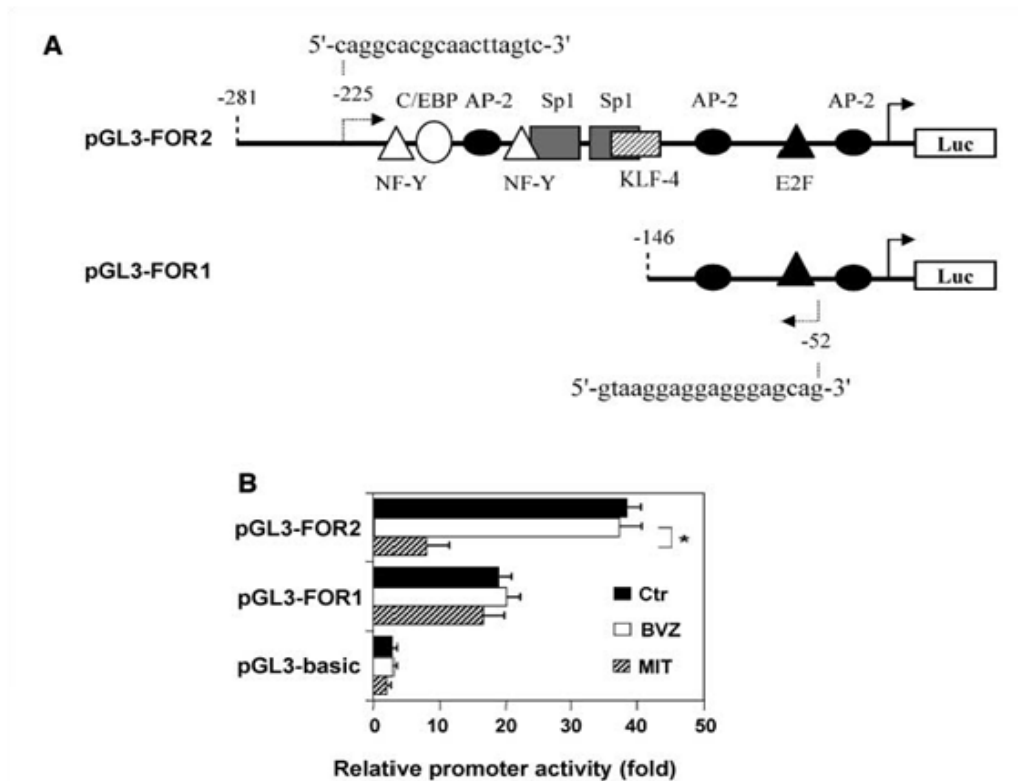 A
5'-caggcacgcaacttagtc-3'
-281
-225
C/EBP AP-2 Sp1 Sp1 AP-2 AP-2
pGL3-FOR2
Luc
NF-Y NF-Y KLF-4 E2F
-146
pGL3-FOR1
Luc
-52
5'-gtaaggaggagggagcag-3'
B
pGL3-FOR2
*
pGL3-FOR1
Ctr
BVZ
pGL3-basic
MIT
0 10 20 30 40 50
Relative promoter activity (fold)